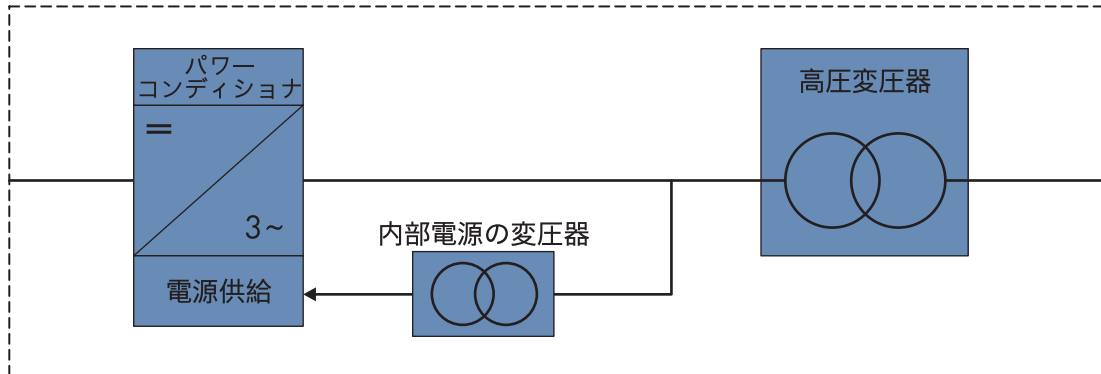 パワー
コンディショナ
高圧変圧器
3~
内部電源の変圧器
電源供給